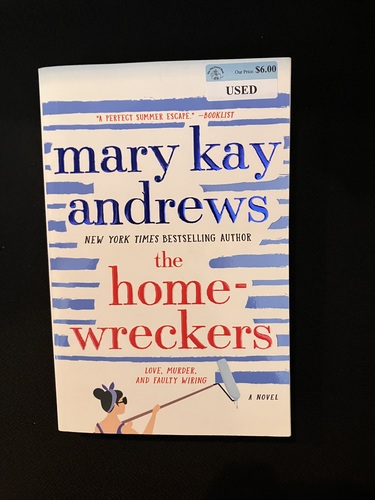 Our Price $6.00
USED
"A PERFECT SUMMER ESCAPE." —BOOKLIST
mary kay
andrews
NEW YORK TIMES BESTSELLING AUTHOR
the
home-
wreckers
LOVE, MURDER,
AND FAULTY WIRING
A NOVEL